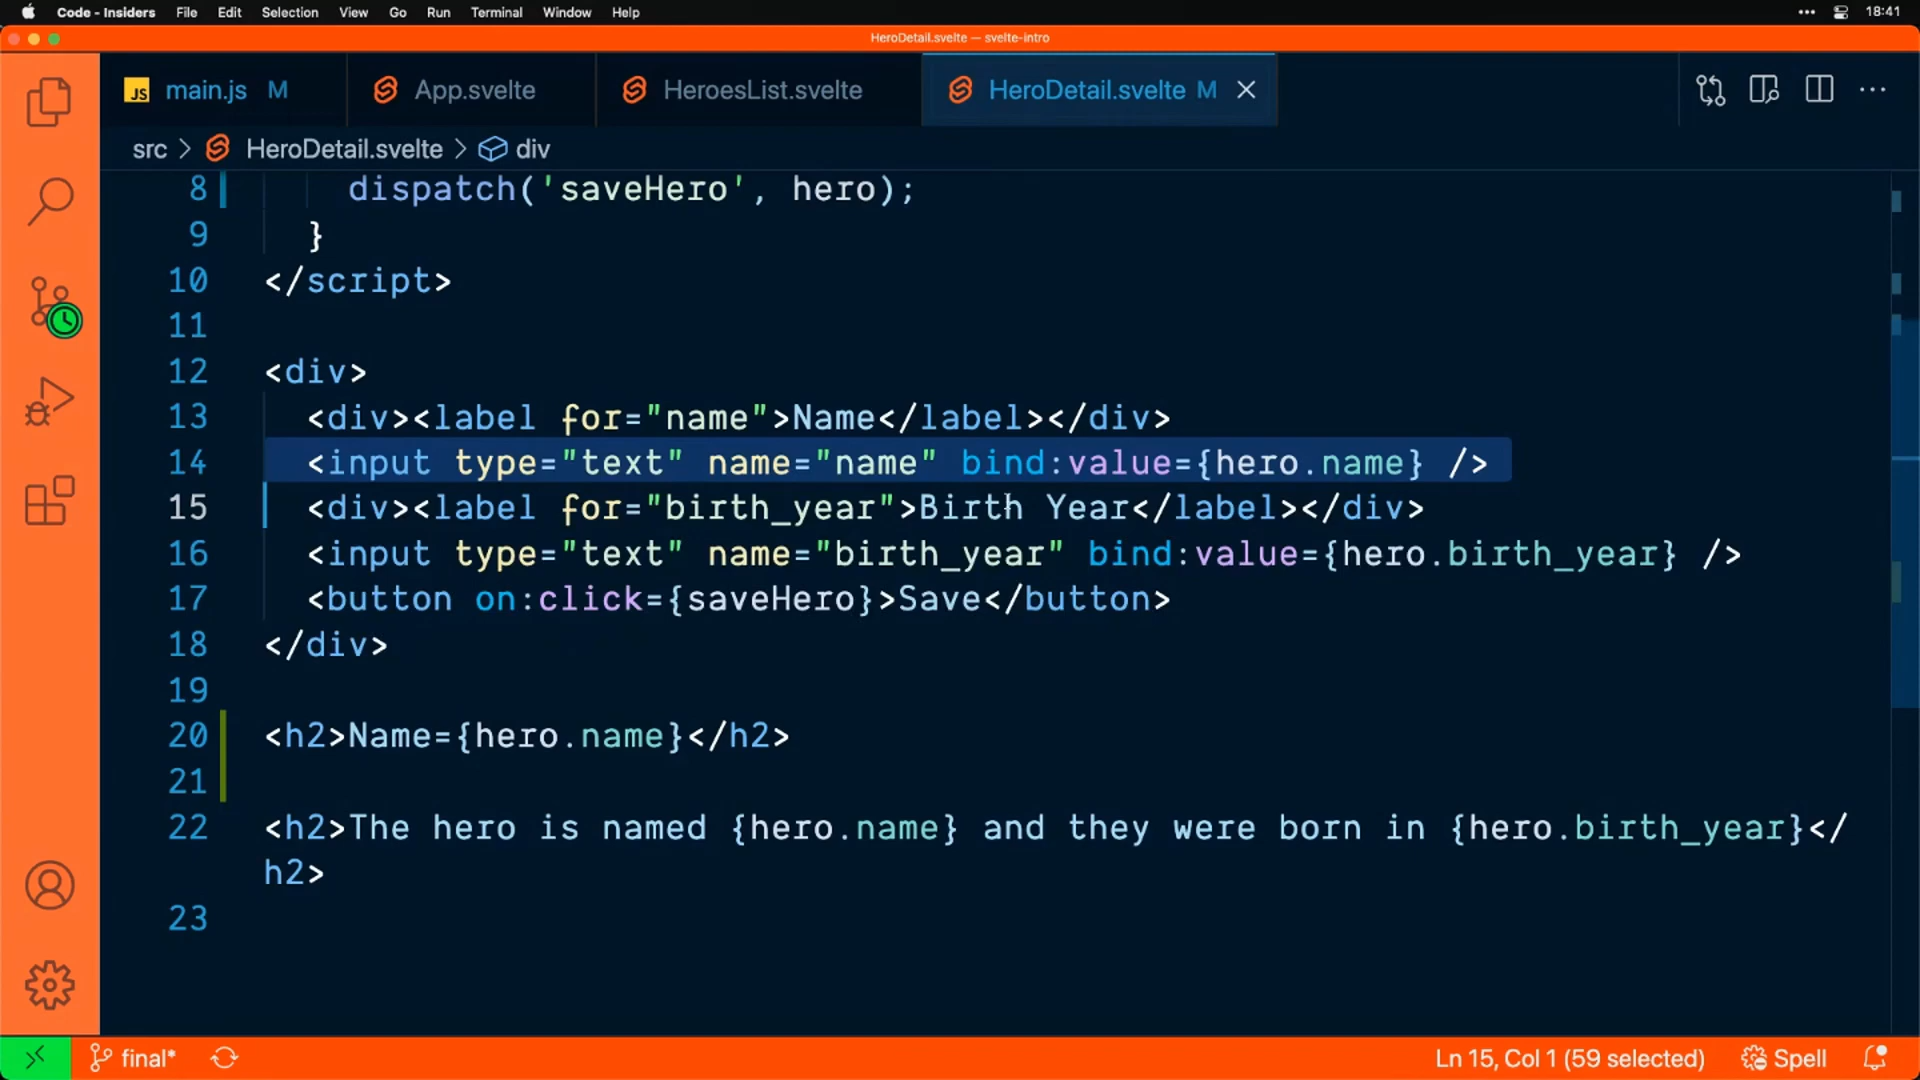 Code - Insiders File Edit Selection View Go Run Terminal Window Help 18:41
HeroDetail.svelte — svelte-intro
JS main.js M App.svelte HeroesList.svelte HeroDetail.svelte M
src > HeroDetail.svelte > div
8 dispatch('saveHero', hero);
9 }
10 </script>
11
12 <div>
13 <div><label for="name">Name</label></div>
14 <input type="text" name="name" bind:value={hero.name} />
15 <div><label for="birth_year">Birth Year</label></div>
16 <input type="text" name="birth_year" bind:value={hero.birth_year} />
17 <button on:click={saveHero}>Save</button>
18 </div>
19
20 <h2>Name={hero.name}</h2>
21
22 <h2>The hero is named {hero.name} and they were born in {hero.birth_year}</
h2>
23
final* Ln 15, Col 1 (59 selected) Spell